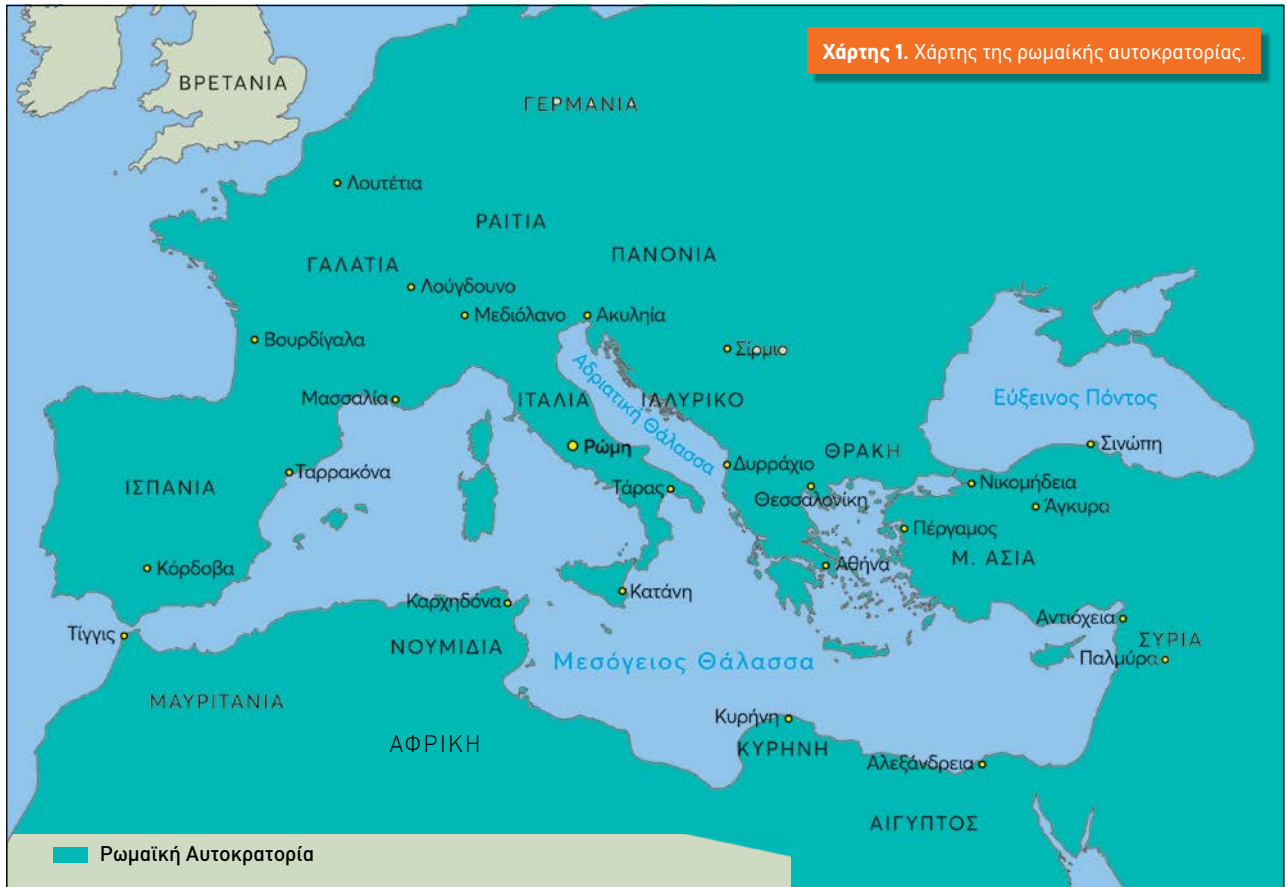 Χάρτης 1. Χάρτης της ρωμαϊκής αυτοκρατορίας.
ΒΡΕΤΑΝΙΑ
ΓΕΡΜΑΝΙΑ
Λουτέτια
ΡΑΙΤΙΑ
ΠΑΝΟΝΙΑ
ΓΑΛΑΤΙΑ
Λούγδουνο
Μεδιόλανο
Ακυληία
Βουρδίγαλα
Σίρμιο
Αδριατική Θάλασσα
Εύξεινος Πόντος
Μασσαλία
ΙΤΑΛΙΑ
ΙΛΛΥΡΙΚΟ
Ρώμη
ΘΡΑΚΗ
Σινώπη
Δυρράχιο
Ταρρακόνα
ΙΣΠΑΝΙΑ
Τάρας
Θεσσαλονίκη
Νικομήδεια
Άγκυρα
Πέργαμος
Μ. ΑΣΙΑ
Κόρδοβα
Αθήνα
Κατάνη
Καρχηδόνα
Αντιόχεια
Τίγγις
ΝΟΥΜΙΔΙΑ
ΣΥΡΙΑ
Μεσόγειος Θάλασσα
Παλμύρα
ΜΑΥΡΙΤΑΝΙΑ
Κυρήνη
ΑΦΡΙΚΗ
ΚΥΡΗΝΗ
Αλεξάνδρεια
ΑΙΓΥΠΤΟΣ
Ρωμαϊκή Αυτοκρατορία